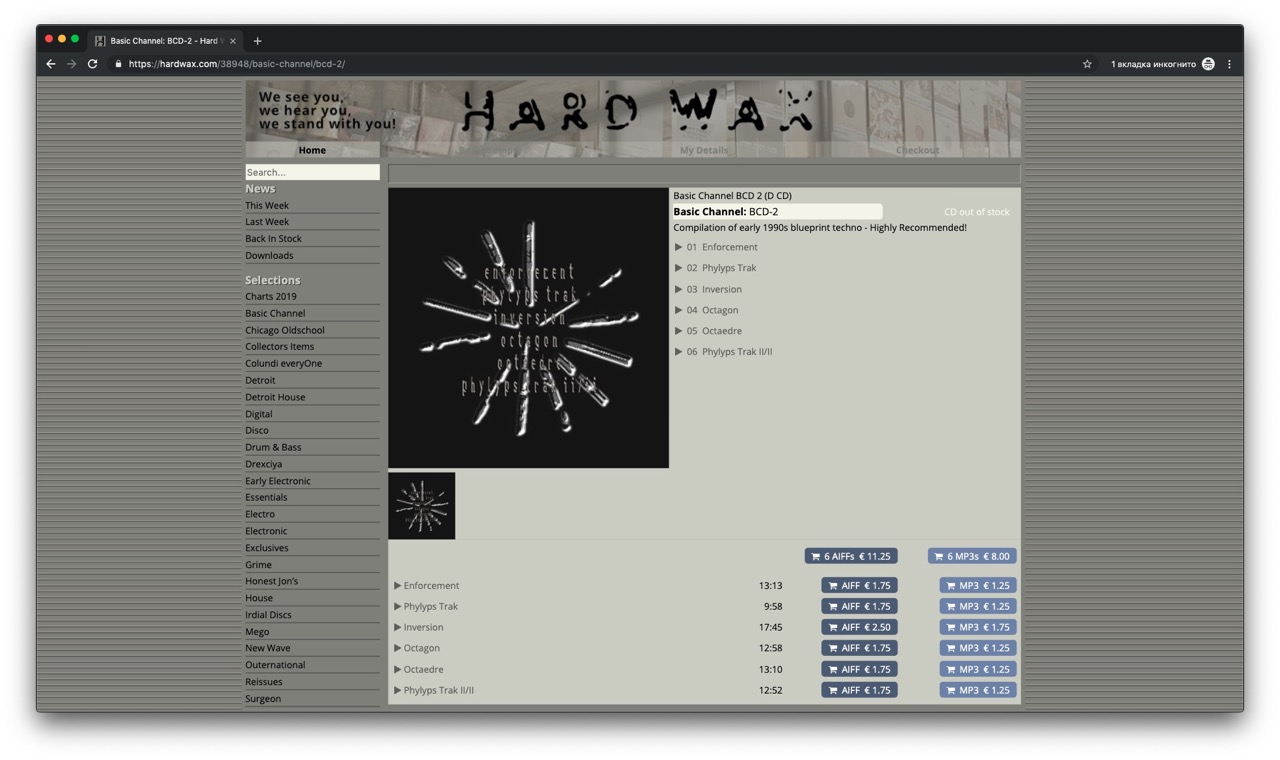 Basic Channel: BCD-2 - Hard
https://hardwax.com/38948/basic-channel/bcd-2/
1 вкладка инкогнито
We see you,
we hear you,
we stand with you!
HARD WAX
Home
My Details
Checkout
Search...
News
This Week
Last Week
Back In Stock
Downloads
Selections
Charts 2019
Basic Channel
Chicago Oldschool
Collectors Items
Colundi everyOne
Detroit
Detroit House
Digital
Disco
Drum & Bass
Drexciya
Early Electronic
Essentials
Electro
Electronic
Exclusives
Grime
Honest Jon's
House
Irdial Discs
Mego
New Wave
Outernational
Reissues
Surgeon
enforcement
phylyps trak
inversion
octagon
octaedre
phylyps trak ii/ii
Basic Channel BCD 2 (D CD)
Basic Channel: BCD-2 CD out of stock
Compilation of early 1990s blueprint techno - Highly Recommended!
01 Enforcement
02 Phylyps Trak
03 Inversion
04 Octagon
05 Octaedre
06 Phylyps Trak II/II
6 AIFFs € 11.25 6 MP3s € 8.00
Enforcement 13:13 AIFF € 1.75 MP3 € 1.25
Phylyps Trak 9:58 AIFF € 1.75 MP3 € 1.25
Inversion 17:45 AIFF € 2.50 MP3 € 1.75
Octagon 12:58 AIFF € 1.75 MP3 € 1.25
Octaedre 13:10 AIFF € 1.75 MP3 € 1.25
Phylyps Trak II/II 12:52 AIFF € 1.75 MP3 € 1.25